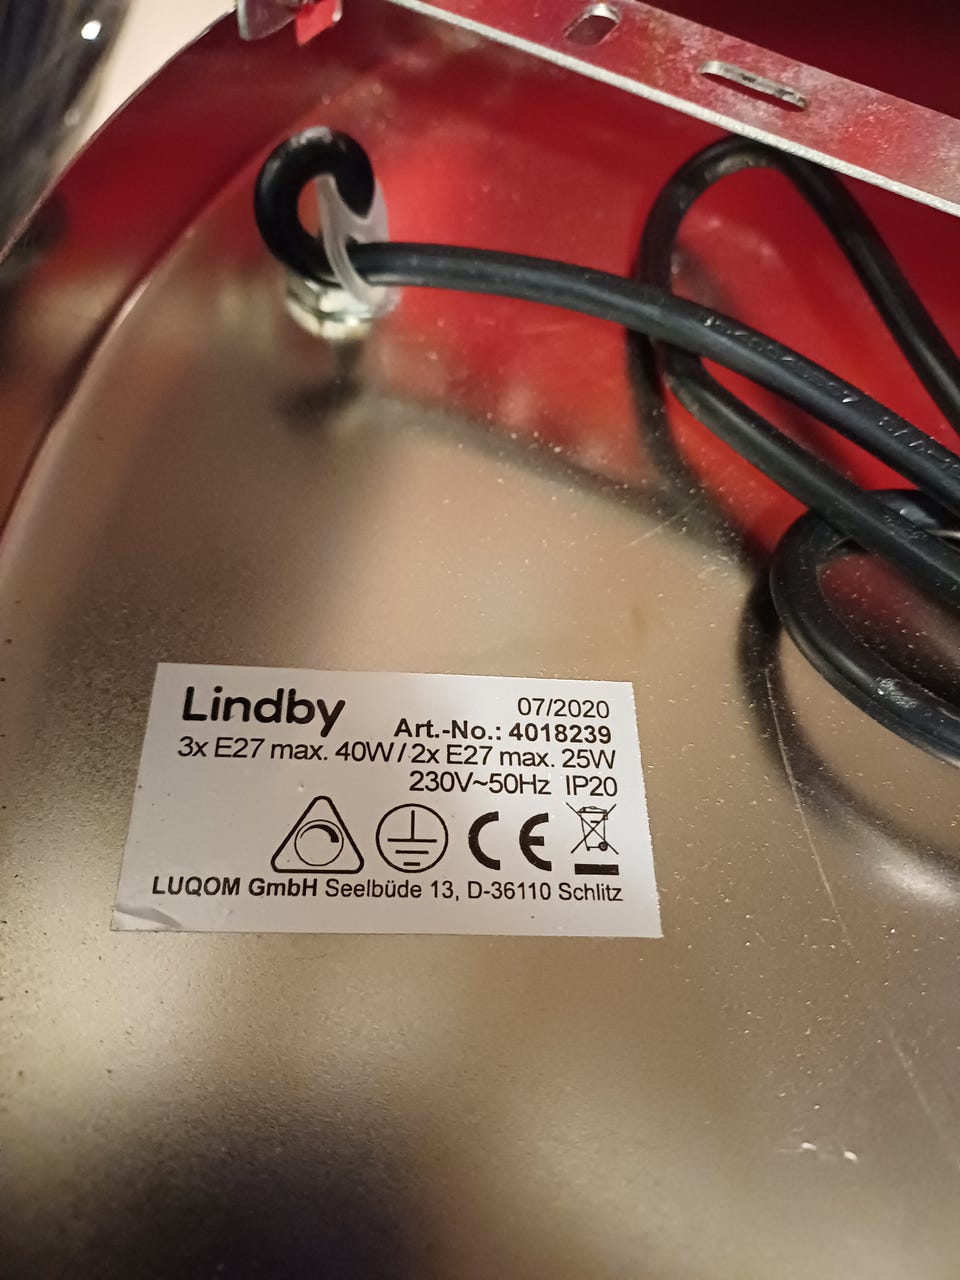 Lindby
07/2020
Art.-No.: 4018239
3x E27 max. 40W / 2x E27 max. 25W
230V~50Hz IP20
CE
LUQOM GmbH Seelbüde 13, D-36110 Schlitz